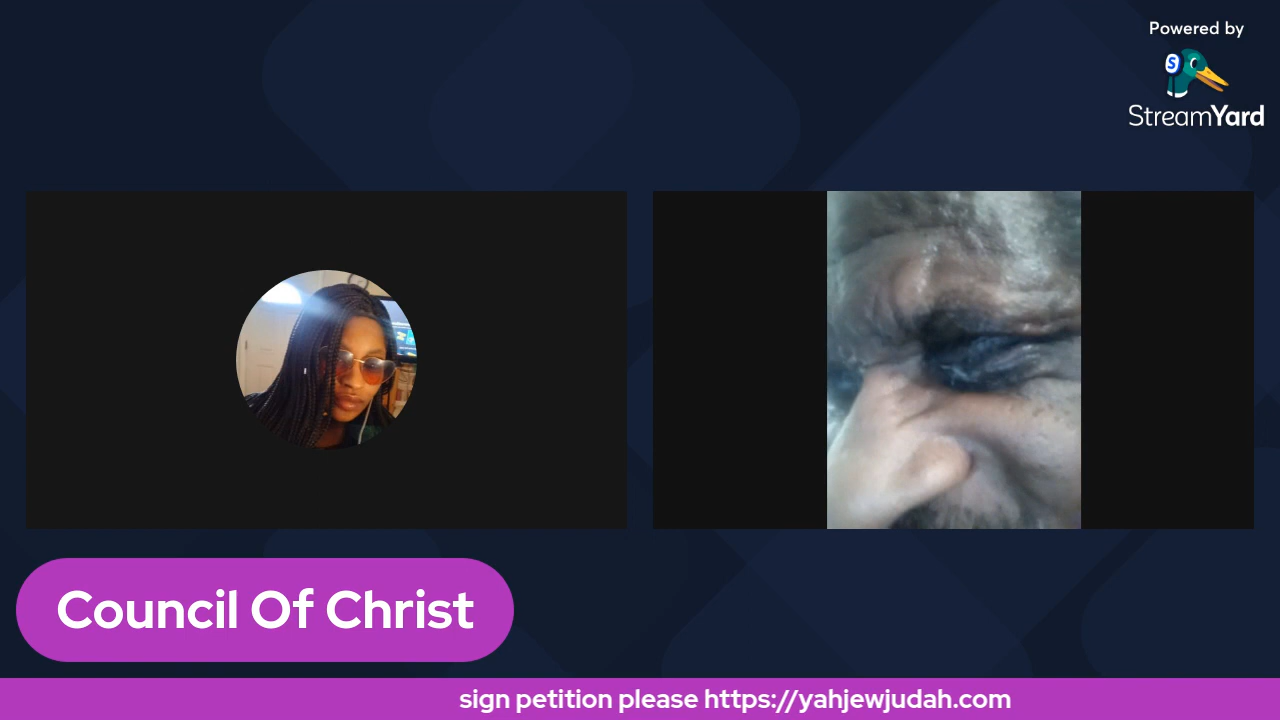 Powered by
S
StreamYard
Council Of Christ
sign petition please https://yahjewjudah.com